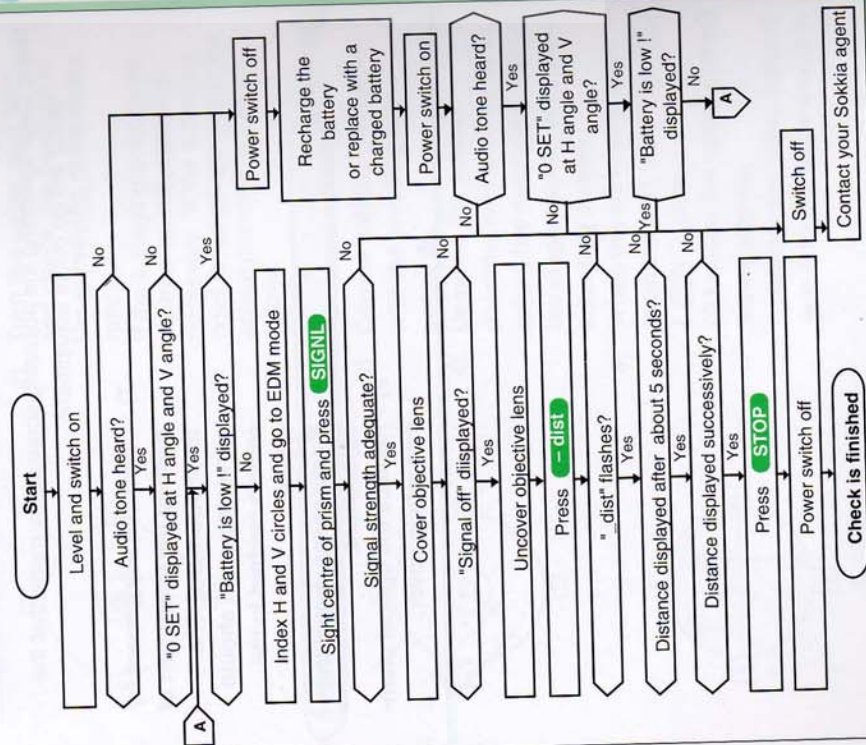 Start
Level and switch on
Audio tone heard?
No
Yes
"0 SET" displayed at H angle and V angle?
No
A
Yes
"Battery is low !" displayed?
Yes
No
Index H and V circles and go to EDM mode
Sight centre of prism and press SIGNL
Signal strength adequate?
No
Yes
Cover objective lens
"Signal off" diisplayed?
No
Yes
Uncover objective lens
Press – dist
"_dist" flashes?
No
Yes
Distance displayed after about 5 seconds?
No
Distance displayed successively?
No
Yes
Press STOP
Power switch off
Check is finished
Power switch off
Recharge the
battery
or replace with a
charged battery
Power switch on
Audio tone heard?
No
Yes
"0 SET" displayed
at H angle and V
angle?
No
Yes
"Battery is low !"
displayed?
Yes
No
A
Switch off
Contact your Sokkia agent